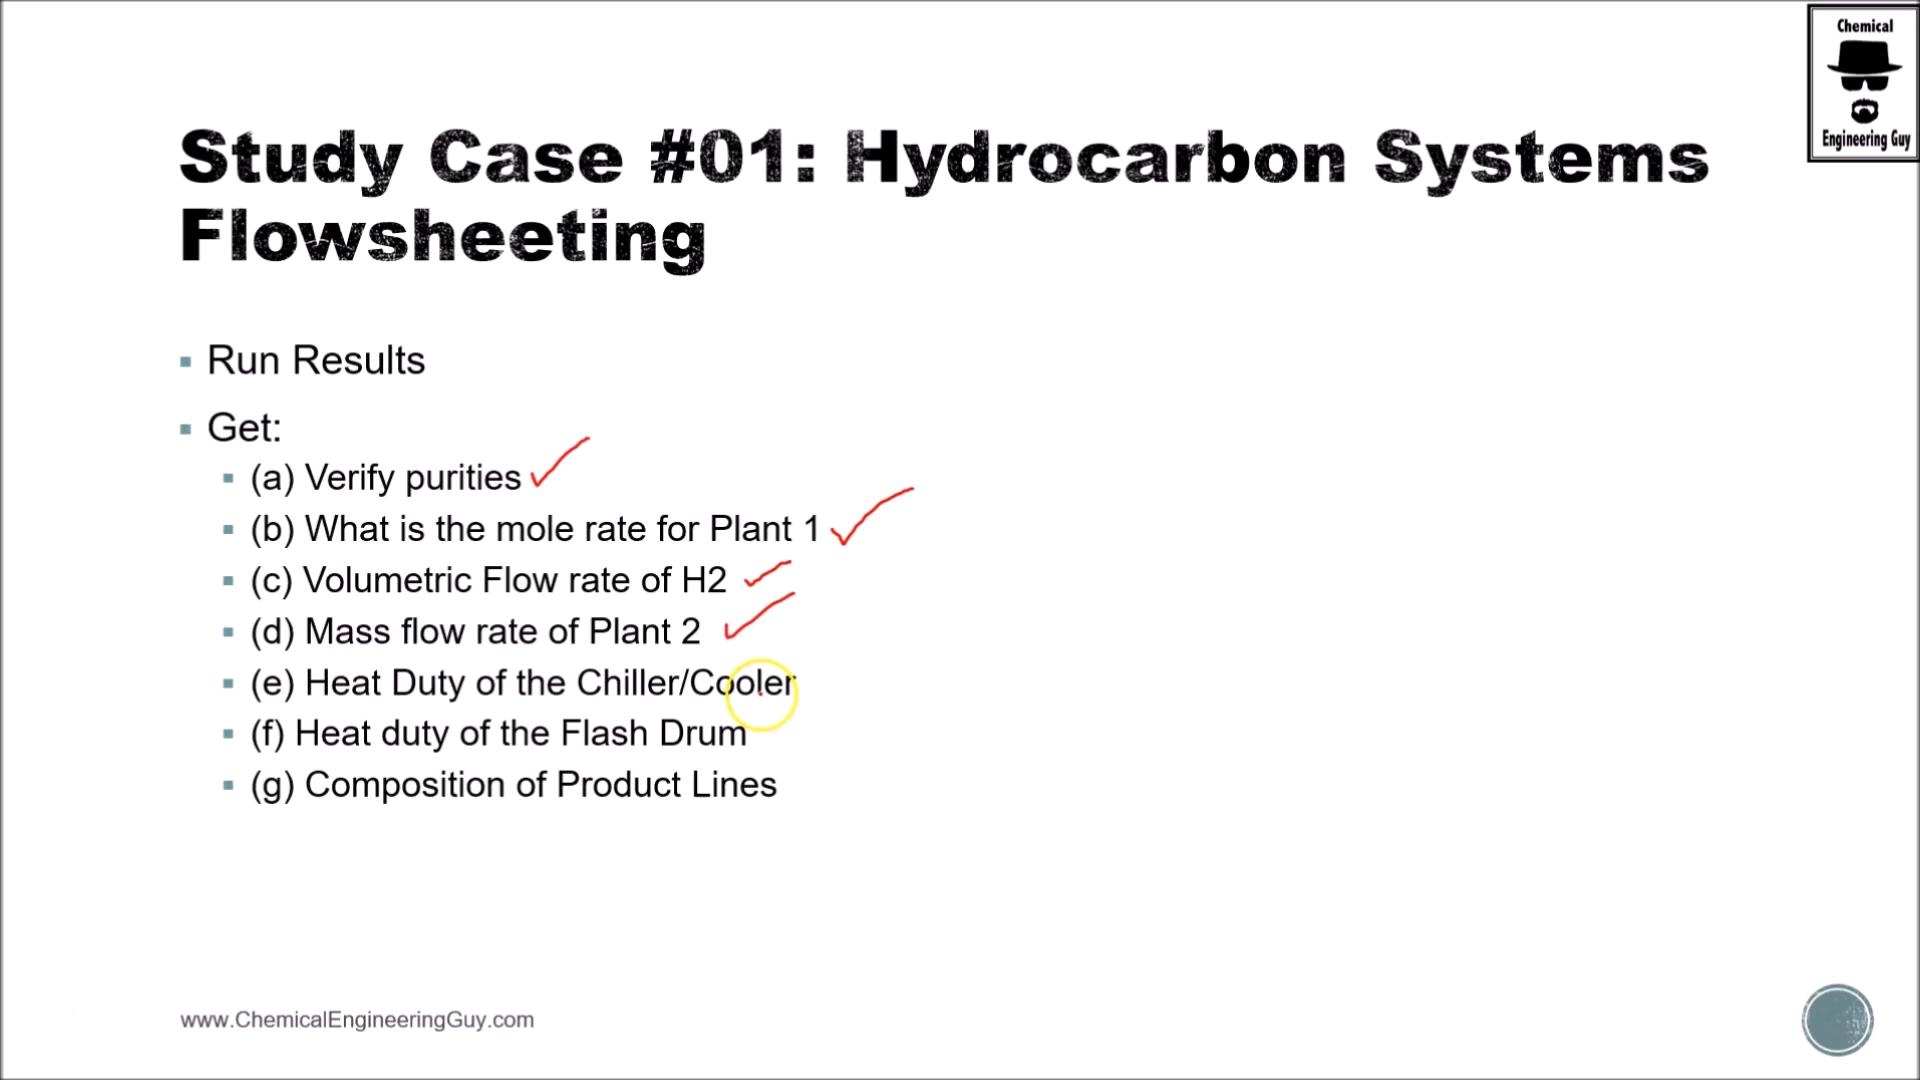 Chemical
Engineering Guy
Study Case #01: Hydrocarbon Systems
Flowsheeting
Run Results
Get:
(a) Verify purities
(b) What is the mole rate for Plant 1
(c) Volumetric Flow rate of H2
(d) Mass flow rate of Plant 2
(e) Heat Duty of the Chiller/Cooler
(f) Heat duty of the Flash Drum
(g) Composition of Product Lines
www.ChemicalEngineeringGuy.com